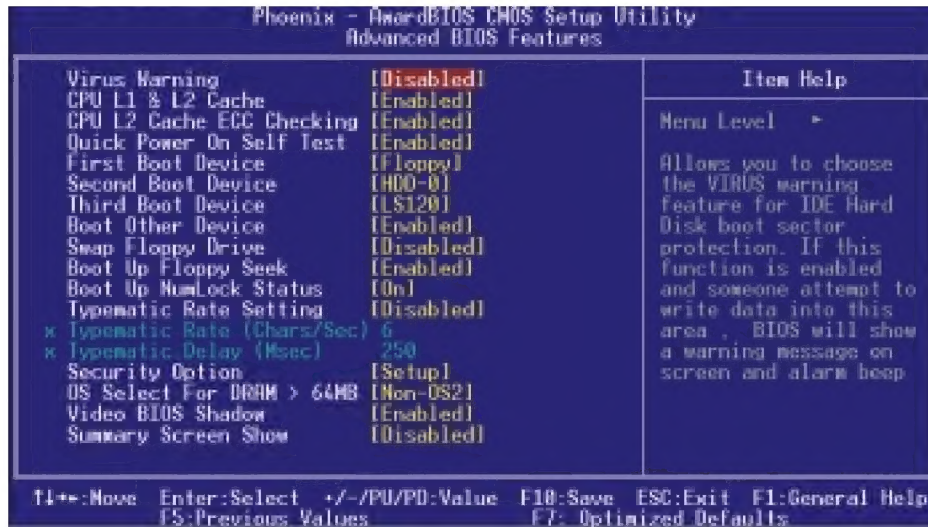 Phoenix - AwardBIOS CMOS Setup Utility
Advanced BIOS Features
Virus Warning [Disabled]
CPU L1 & L2 Cache [Enabled]
CPU L2 Cache ECC Checking [Enabled]
Quick Power On Self Test [Enabled]
First Boot Device [Floppy]
Second Boot Device [HDD-0]
Third Boot Device [LS120]
Boot Other Device [Enabled]
Swap Floppy Drive [Disabled]
Boot Up Floppy Seek [Enabled]
Boot Up NumLock Status [On]
Typematic Rate Setting [Disabled]
x Typematic Rate (Chars/Sec) 6
x Typematic Delay (Msec) 250
Security Option [Setup]
OS Select For DRAM > 64MB [Non-OS2]
Video BIOS Shadow [Enabled]
Summary Screen Show [Disabled]
Item Help
Menu Level ►
Allows you to choose
the VIRUS warning
feature for IDE Hard
Disk boot sector
protection. If this
function is enabled
and someone attempt to
write data into this
area , BIOS will show
a warning message on
screen and alarm beep
↑↓→←:Move Enter:Select +/-/PU/PD:Value F10:Save ESC:Exit F1:General Help
F5:Previous Values F7: Optimized Defaults